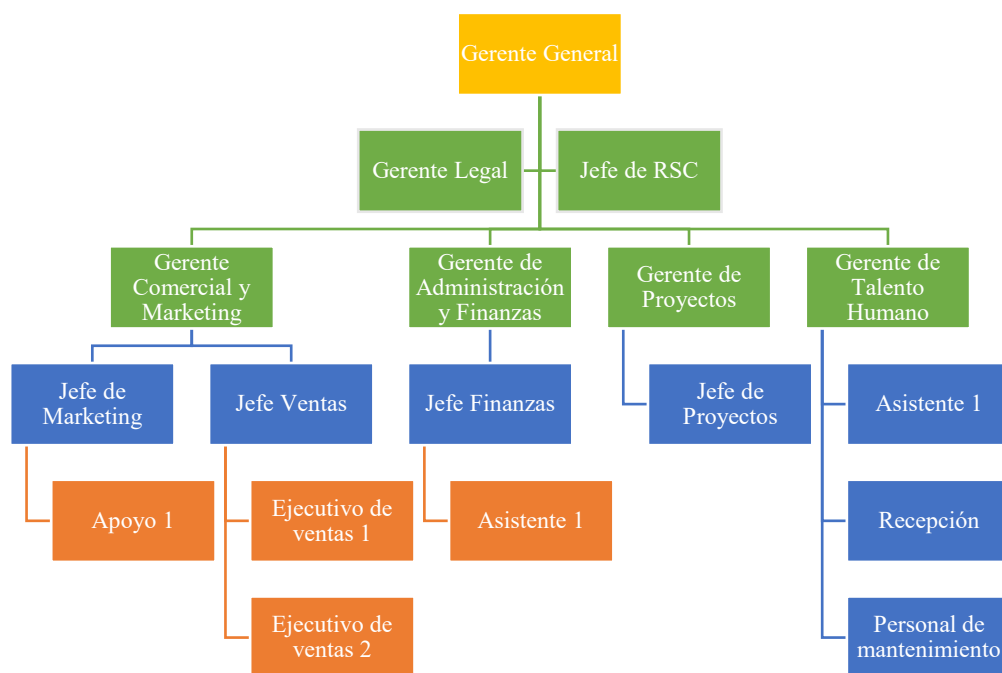 Gerente General
Gerente Legal
Jefe de RSC
Gerente
Comercial y
Marketing
Gerente de
Administración
y Finanzas
Gerente de
Proyectos
Gerente de
Talento
Humano
Jefe de
Marketing
Jefe Ventas
Jefe Finanzas
Jefe de
Proyectos
Asistente 1
Apoyo 1
Ejecutivo de
ventas 1
Asistente 1
Recepción
Ejecutivo de
ventas 2
Personal de
mantenimiento